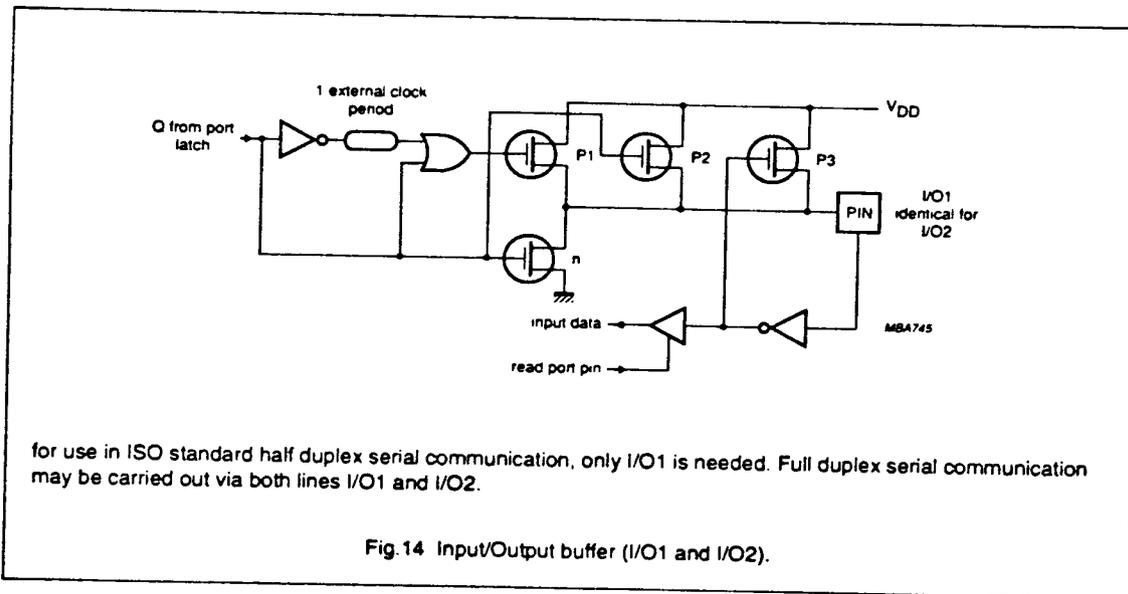 1 external clock
period
Q from port
latch
VDD
P1
P2
P3
PIN
I/O1
identical for
I/O2
n
input data
MBA745
read port pin
for use in ISO standard half duplex serial communication, only I/O1 is needed. Full duplex serial communication
may be carried out via both lines I/O1 and I/O2.
Fig.14 Input/Output buffer (I/O1 and I/O2).